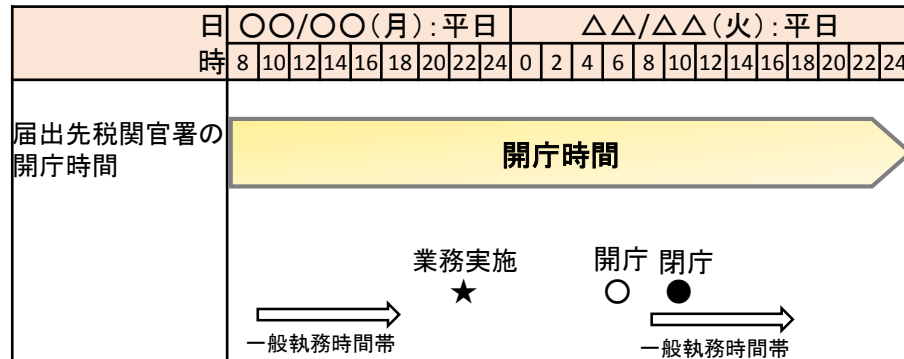 日 〇〇/〇〇(月):平日 △△/△△(火):平日
時 8 10 12 14 16 18 20 22 24 0 2 4 6 8 10 12 14 16 18 20 22 24
届出先税関官署の
開庁時間
開庁時間
業務実施 開庁 閉庁
★ ○ ●
一般執務時間帯 一般執務時間帯